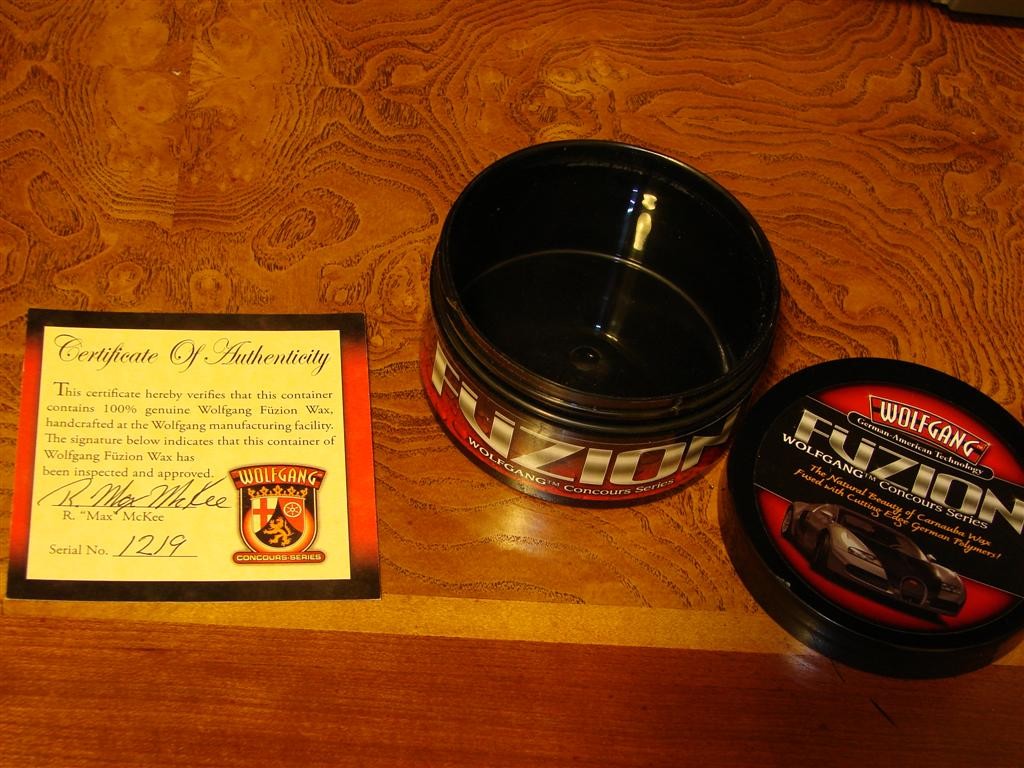 Certificate Of Authenticity
This certificate hereby verifies that this container
contains 100% genuine Wolfgang Füzion Wax,
handcrafted at the Wolfgang manufacturing facility.
The signature below indicates that this container of
Wolfgang Füzion Wax has
been inspected and approved.
R. Max McKee
R. "Max" McKee
Serial No. 1219
WOLFGANG
CONCOURS-SERIES
FÜZION
WOLFGANG™ CONCOURS SERIES
WOLFGANG
German-American Technology
FÜZION
WOLFGANG™ CONCOURS SERIES
The Natural Beauty of Carnauba Wax
Fused with Cutting Edge German Polymers!